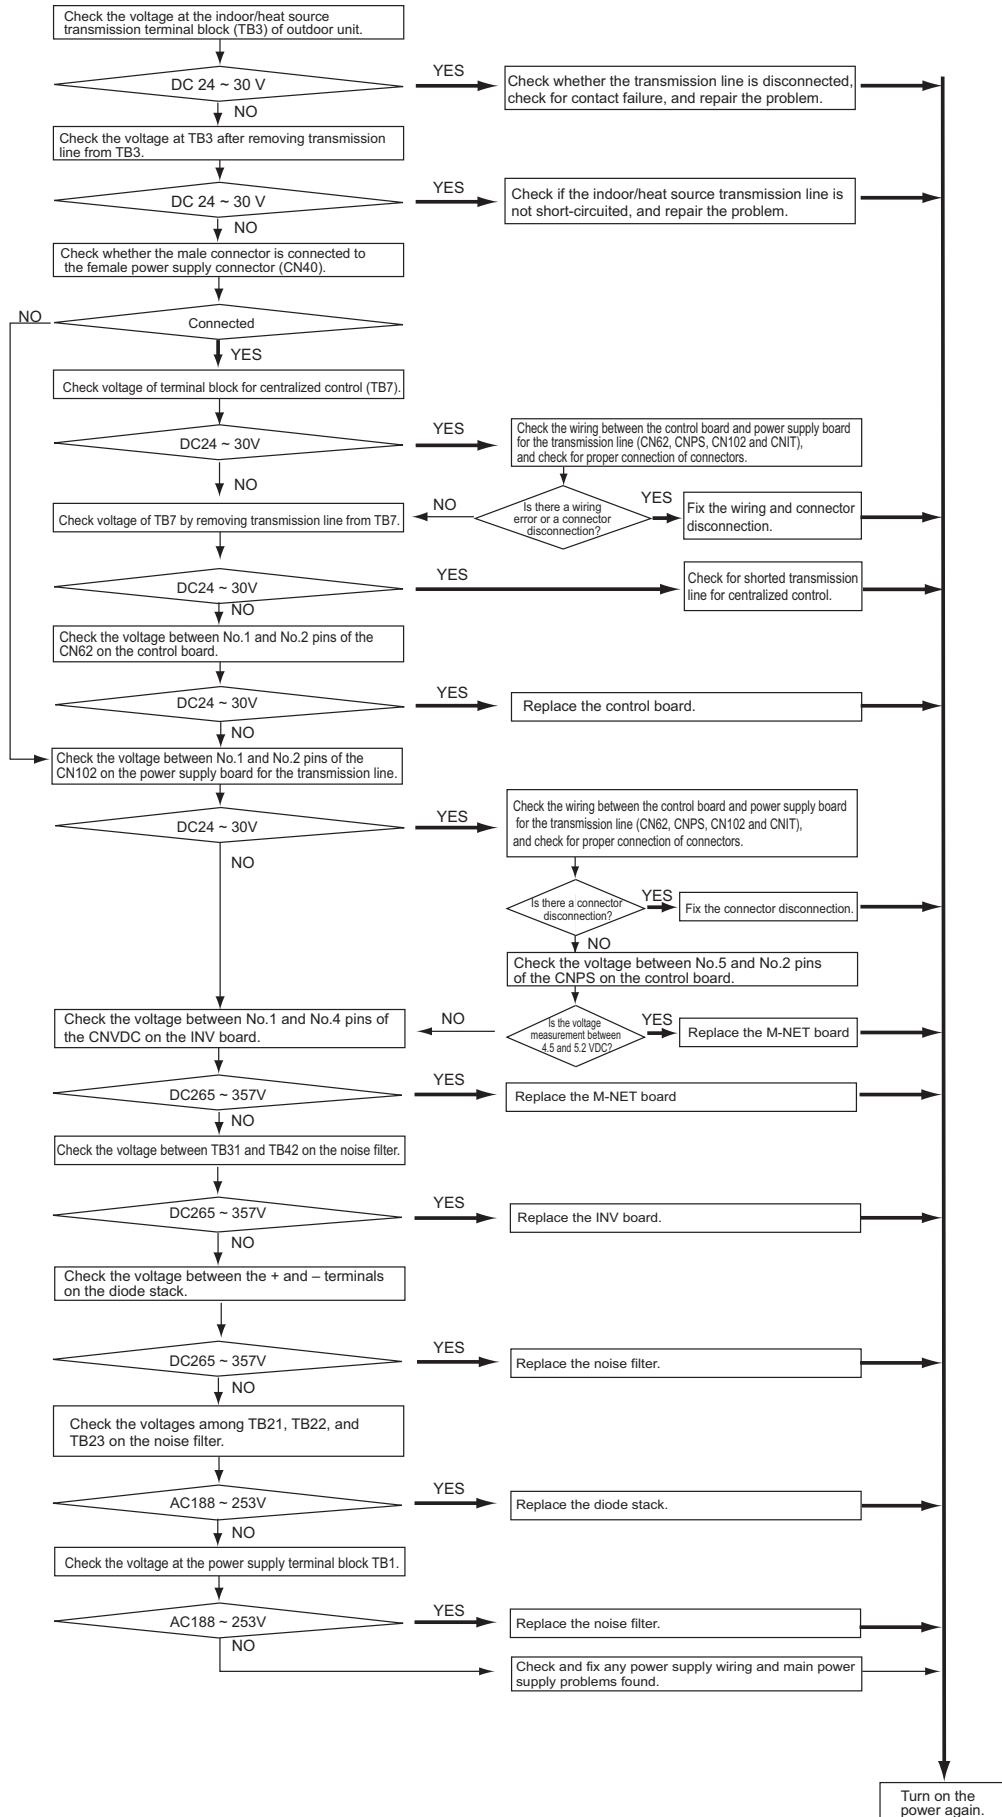 Check the voltage at the indoor/heat source
transmission terminal block (TB3) of outdoor unit.
DC 24 ~ 30 V
YES
Check whether the transmission line is disconnected,
check for contact failure, and repair the problem.
NO
Check the voltage at TB3 after removing transmission
line from TB3.
DC 24 ~ 30 V
YES
Check if the indoor/heat source transmission line is
not short-circuited, and repair the problem.
NO
Check whether the male connector is connected to
the female power supply connector (CN40).
NO
Connected
YES
Check voltage of terminal block for centralized control (TB7).
DC24 ~ 30V
YES
Check the wiring between the control board and power supply board
for the transmission line (CN62, CNPS, CN102 and CNIT),
and check for proper connection of connectors.
NO
Check voltage of TB7 by removing transmission line from TB7.
NO
Is there a wiring
error or a connector
disconnection?
YES
Fix the wiring and connector
disconnection.
DC24 ~ 30V
YES
Check for shorted transmission
line for centralized control.
NO
Check the voltage between No.1 and No.2 pins of the
CN62 on the control board.
DC24 ~ 30V
YES
Replace the control board.
NO
Check the voltage between No.1 and No.2 pins of the
CN102 on the power supply board for the transmission line.
DC24 ~ 30V
YES
Check the wiring between the control board and power supply board
for the transmission line (CN62, CNPS, CN102 and CNIT),
and check for proper connection of connectors.
NO
Is there a connector
disconnection?
YES
Fix the connector disconnection.
NO
Check the voltage between No.5 and No.2 pins
of the CNPS on the control board.
Check the voltage between No.1 and No.4 pins of
the CNVDC on the INV board.
NO
Is the voltage
measurement between
4.5 and 5.2 VDC?
YES
Replace the M-NET board
DC265 ~ 357V
YES
Replace the M-NET board
NO
Check the voltage between TB31 and TB42 on the noise filter.
DC265 ~ 357V
YES
Replace the INV board.
NO
Check the voltage between the + and – terminals
on the diode stack.
DC265 ~ 357V
YES
Replace the noise filter.
NO
Check the voltages among TB21, TB22, and
TB23 on the noise filter.
AC188 ~ 253V
YES
Replace the diode stack.
NO
Check the voltage at the power supply terminal block TB1.
AC188 ~ 253V
YES
Replace the noise filter.
NO
Check and fix any power supply wiring and main power
supply problems found.
Turn on the
power again.